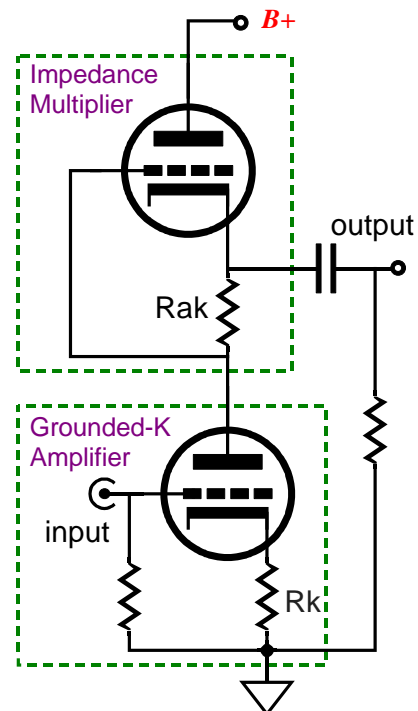 B+
Impedance
Multiplier
output
Rak
Grounded-K
Amplifier
input
Rk